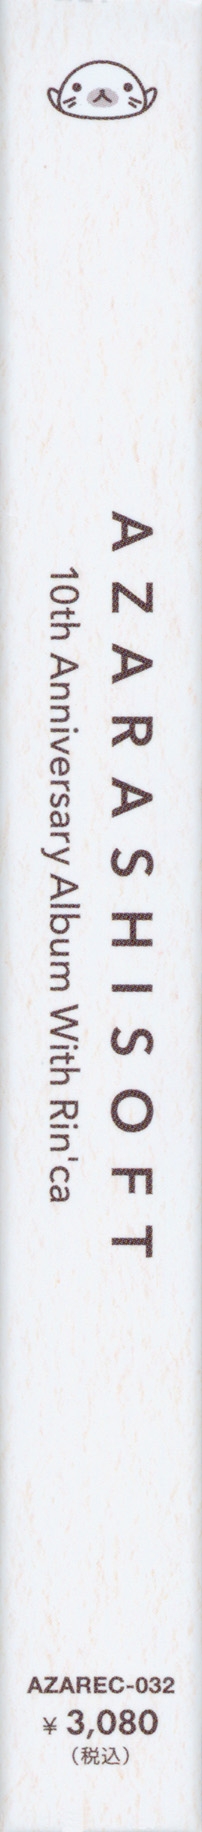 AZARASHISOFT
10th Anniversary Album With Rin'ca
AZAREC-032
¥ 3,080
(税込)